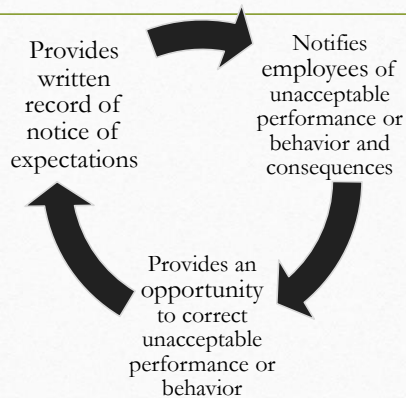 Provides
written
record of
notice of
expectations
Notifies
employees of
unacceptable
performance or
behavior and
consequences
Provides an
opportunity
to correct
unacceptable
performance or
behavior